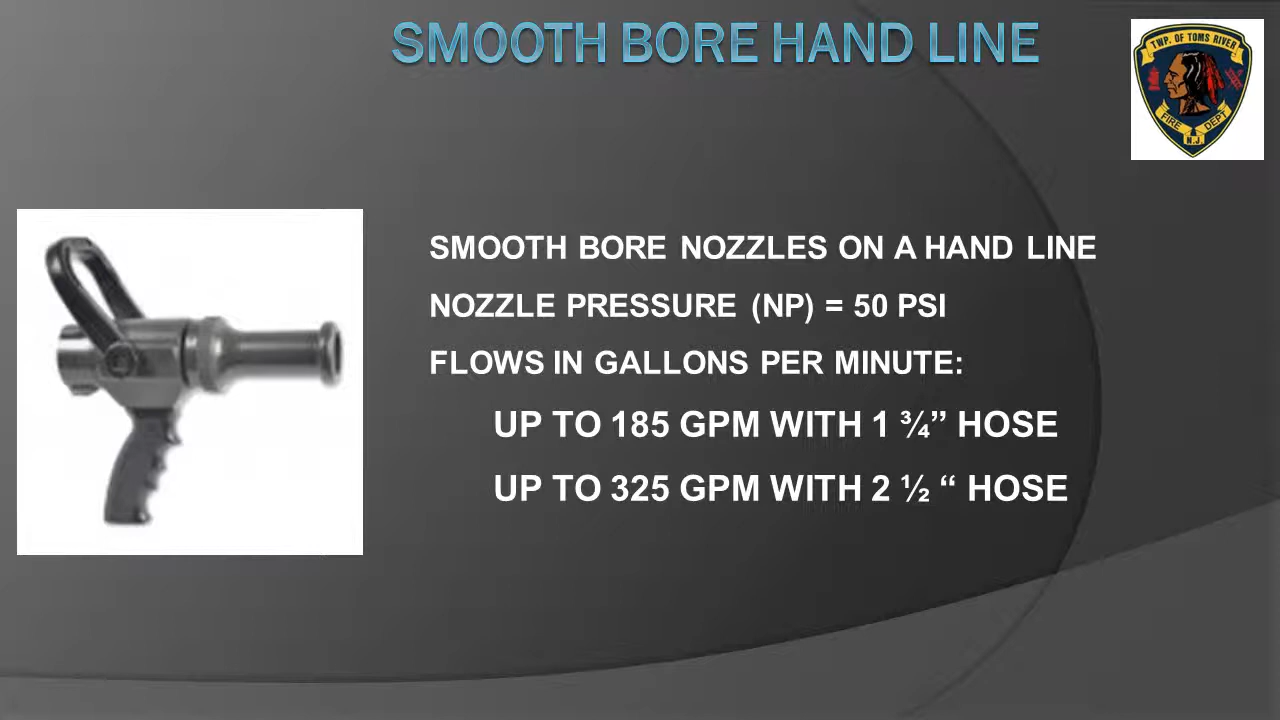 SMOOTH BORE HAND LINE
TWP. OF TOMS RIVER
FIRE DEPT
N.J.
SMOOTH BORE NOZZLES ON A HAND LINE
NOZZLE PRESSURE (NP) = 50 PSI
FLOWS IN GALLONS PER MINUTE:
UP TO 185 GPM WITH 1 ¾” HOSE
UP TO 325 GPM WITH 2 ½ “ HOSE